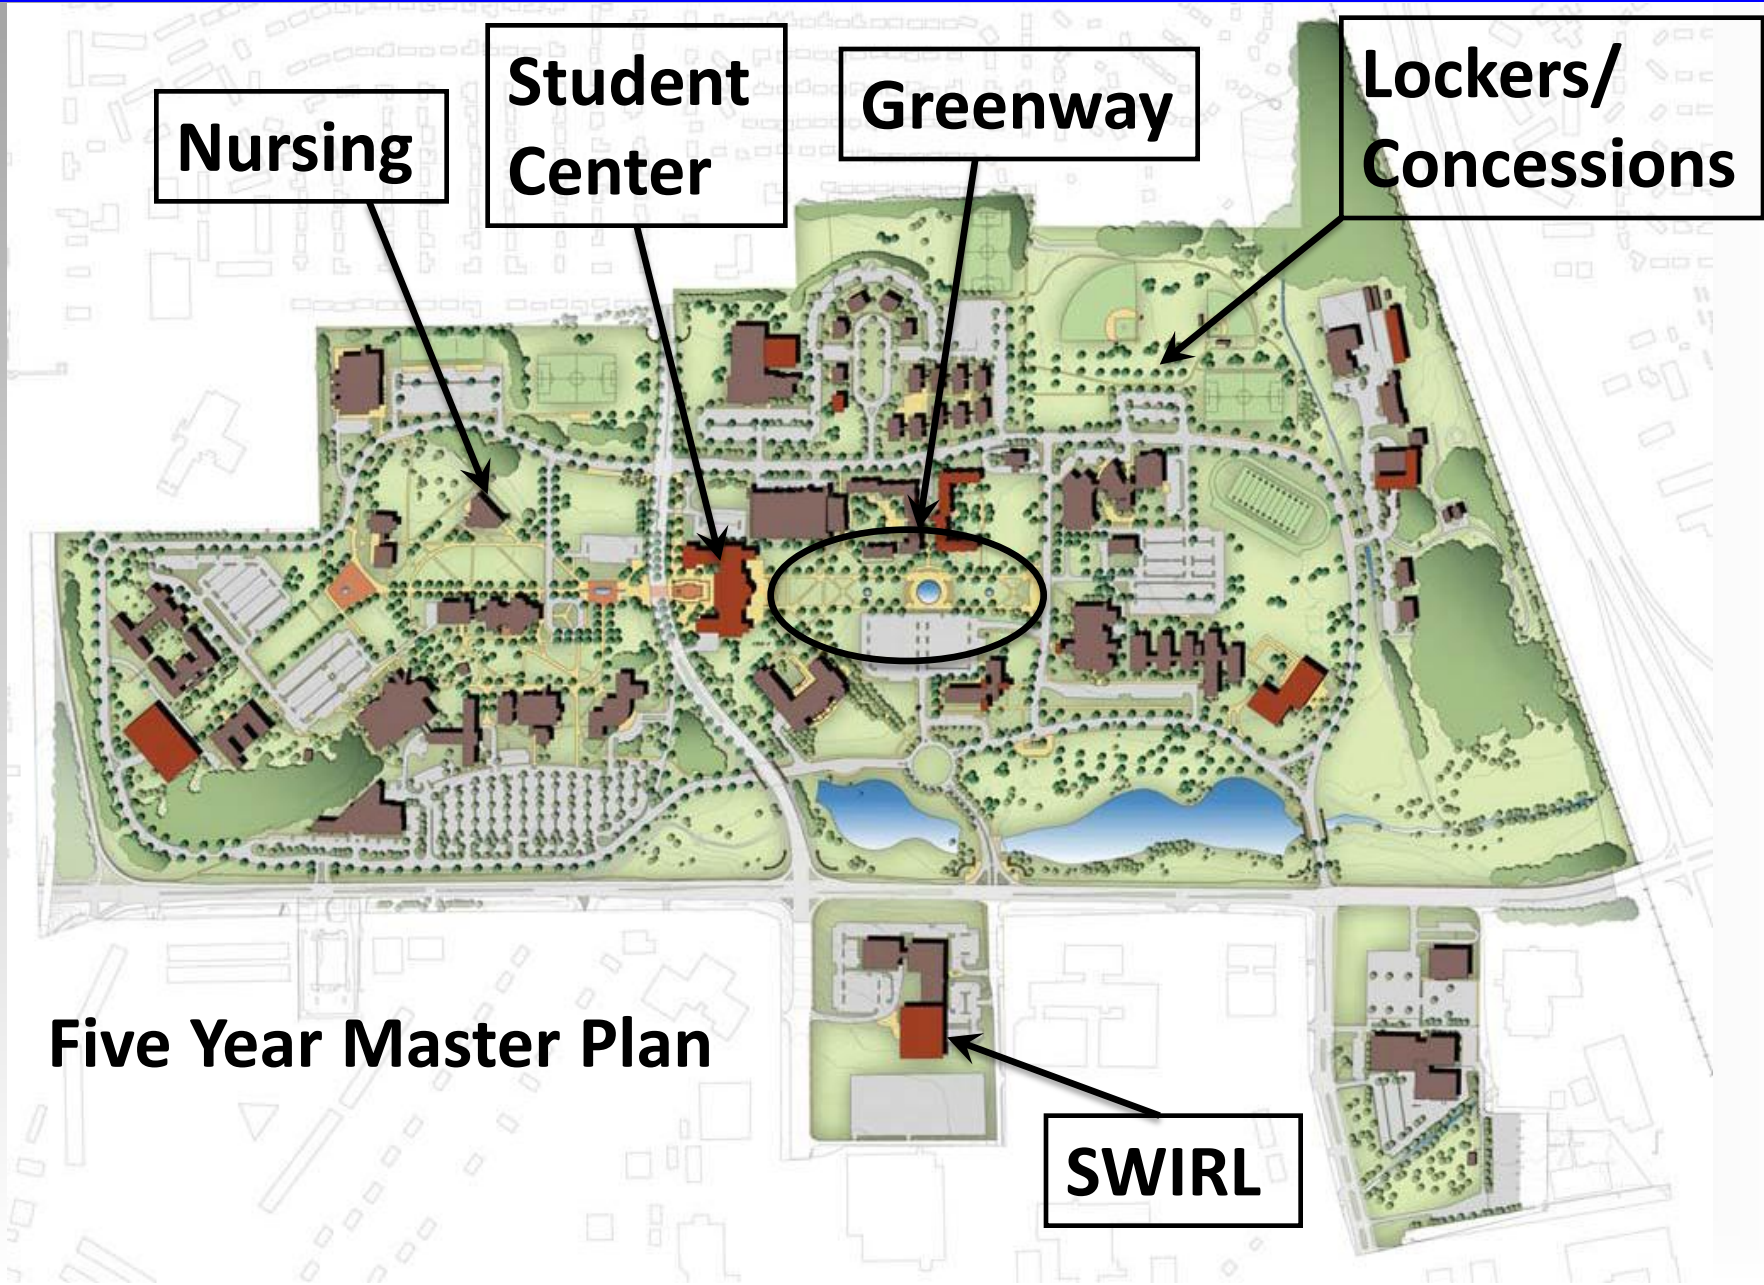 Nursing
Student
Center
Greenway
Lockers/
Concessions
Five Year Master Plan
SWIRL